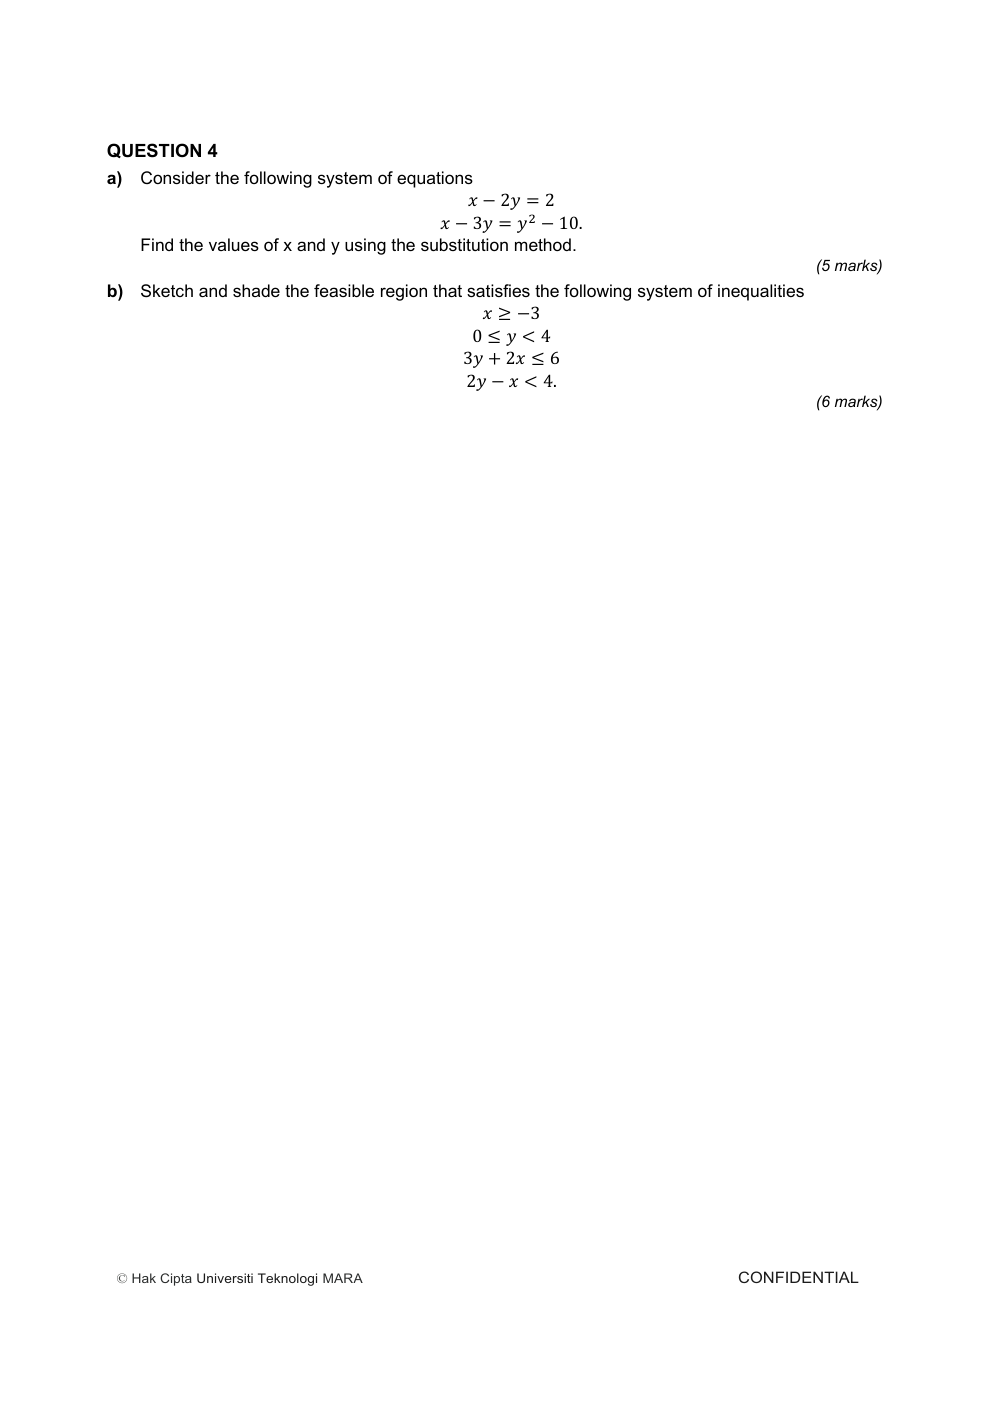 QUESTION 4
a) Consider the following system of equations
x − 2y = 2
x − 3y = y² − 10.
Find the values of x and y using the substitution method.
(5 marks)
b) Sketch and shade the feasible region that satisfies the following system of inequalities
x ≥ −3
0 ≤ y < 4
3y + 2x ≤ 6
2y − x < 4.
(6 marks)
© Hak Cipta Universiti Teknologi MARA CONFIDENTIAL